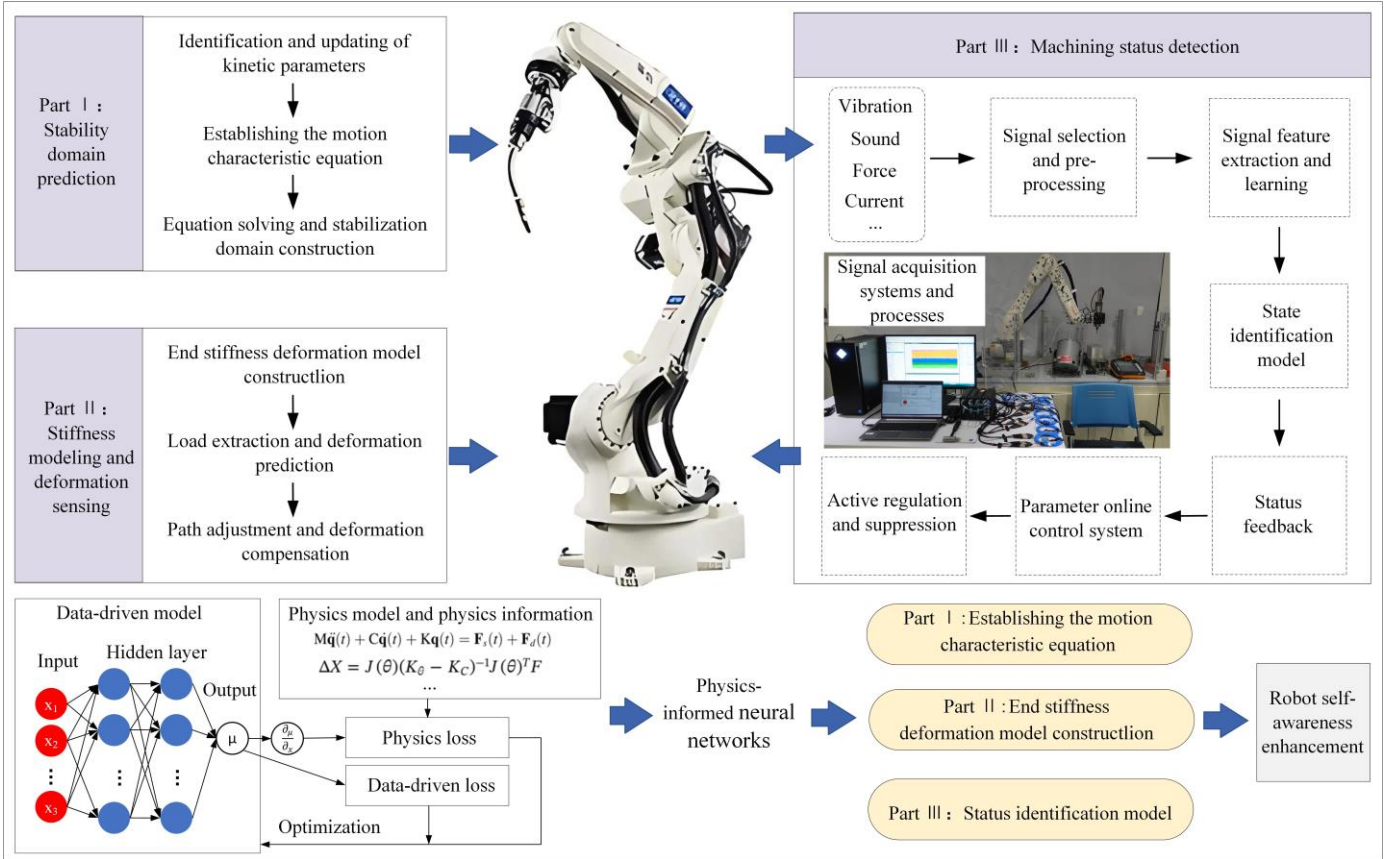 Part Ⅰ：
Stability
domain
prediction
Identification and updating of
kinetic parameters
Establishing the motion
characteristic equation
Equation solving and stabilization
domain construction
Part Ⅱ：
Stiffness
modeling and
deformation
sensing
End stiffness deformation model
constructlion
Load extraction and deformation
prediction
Path adjustment and deformation
compensation
Part Ⅲ：Machining status detection
Vibration
Sound
Force
Current
...
Signal selection
and pre-
processing
Signal feature
extraction and
learning
Signal acquisition
systems and
processes
State
identification
model
Status
feedback
Parameter online
control system
Active regulation
and suppression
Data-driven model
Input
Hidden layer
Output
x₁
x₂
⋮
x₃
⋮
⋮
μ
∂μ/∂x
Physics model and physics information
Mq̈(t) + Cq̇(t) + Kq(t) = Fₛ(t) + F_d(t)
ΔX = J(θ)(K_θ − K_C)⁻¹J(θ)ᵀF
...
Physics loss
Data-driven loss
Optimization
Physics-
informed neural
networks
Part Ⅰ:Establishing the motion
characteristic equation
Part Ⅱ:End stiffness
deformation model constructlion
Part Ⅲ：Status identification model
Robot self-
awareness
enhancement